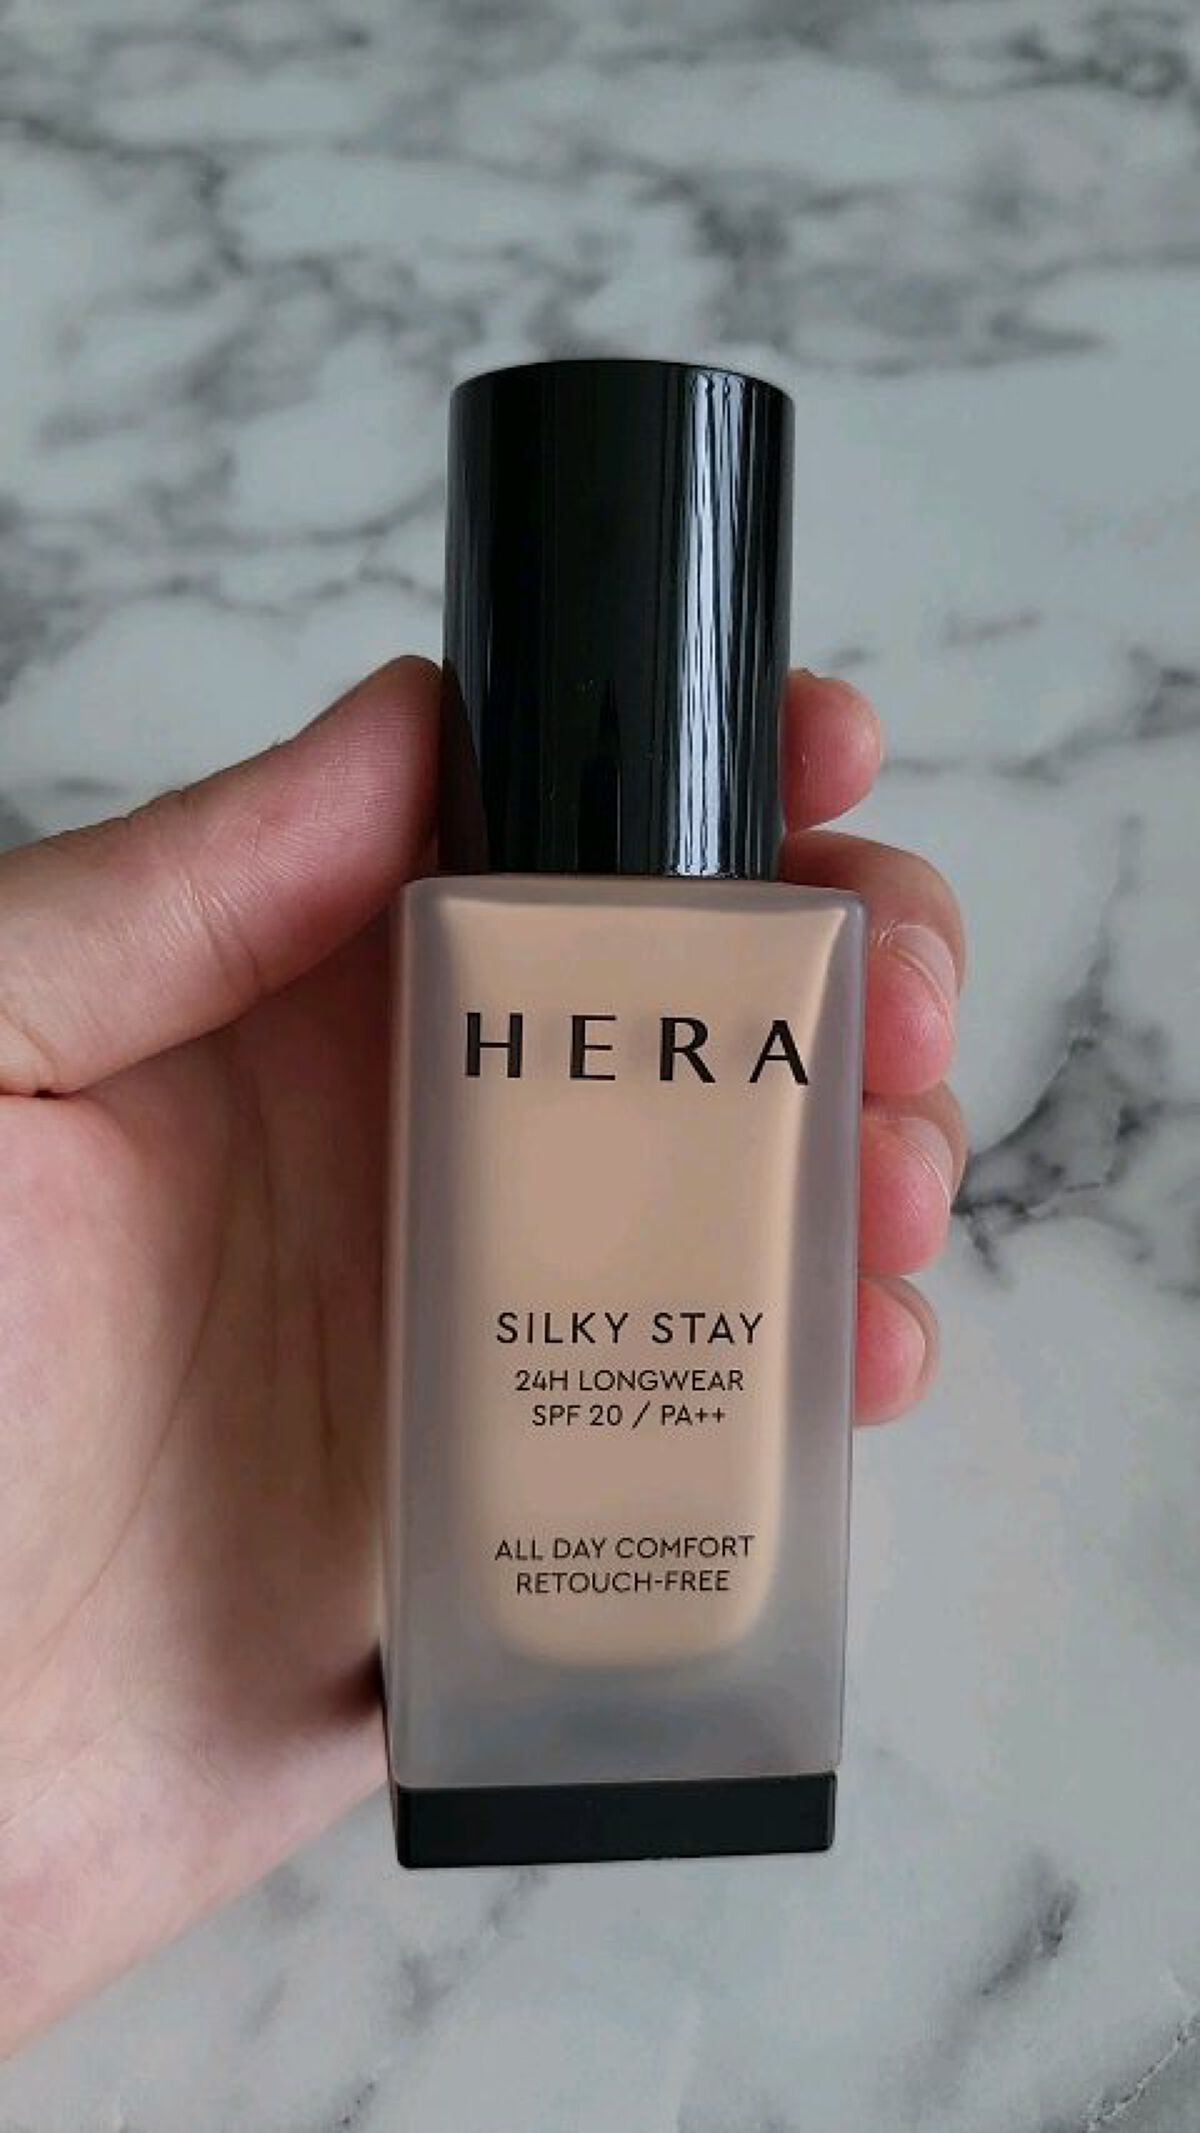 HERA
SILKY STAY
24H LONGWEAR
SPF 20 / PA++
ALL DAY COMFORT
RETOUCH-FREE